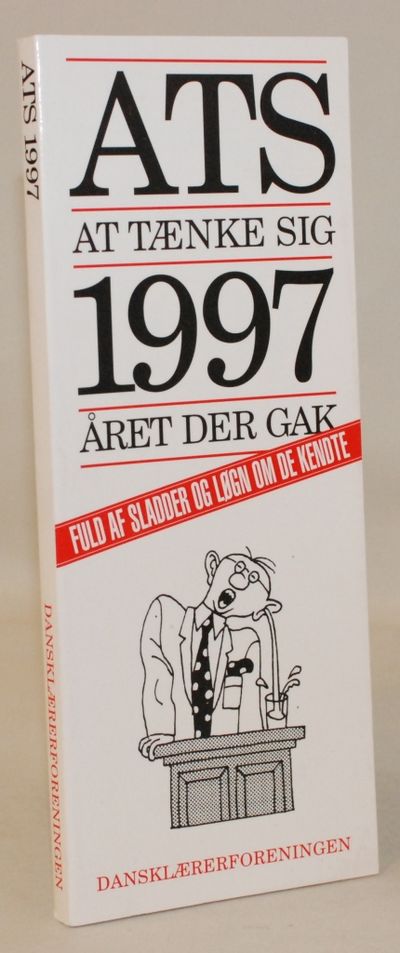 ATS
AT TÆNKE SIG
1997
ÅRET DER GAK
FULD AF SLADDER OG LØGN OM DE KENDTE
DANSKLÆRERFORENINGEN
ATS 1997
DANSKLÆRERFORENINGEN